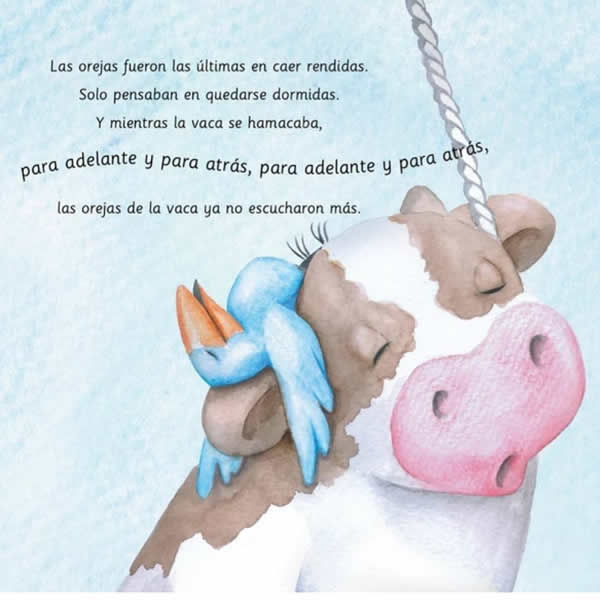 Las orejas fueron las últimas en caer rendidas.
Solo pensaban en quedarse dormidas.
Y mientras la vaca se hamacaba,
para adelante y para atrás, para adelante y para atrás,
las orejas de la vaca ya no escucharon más.